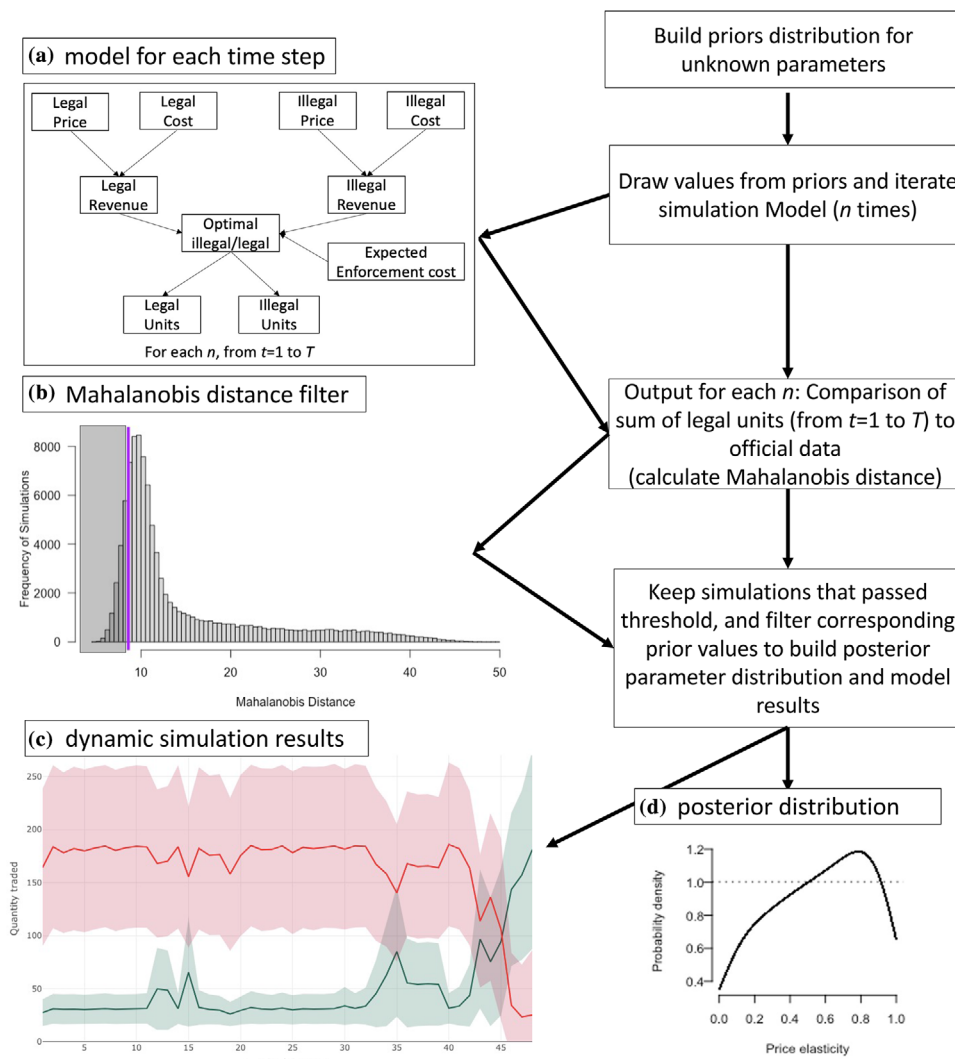 (a) model for each time step
Legal
Price
Legal
Cost
Illegal
Price
Illegal
Cost
Legal
Revenue
Illegal
Revenue
Optimal
illegal/legal
Expected
Enforcement cost
Legal
Units
Illegal
Units
For each n, from t=1 to T
Build priors distribution for
unknown parameters
Draw values from priors and iterate
simulation Model (n times)
Output for each n: Comparison of
sum of legal units (from t=1 to T) to
official data
(calculate Mahalanobis distance)
Keep simulations that passed
threshold, and filter corresponding
prior values to build posterior
parameter distribution and model
results
(b) Mahalanobis distance filter
Frequency of Simulations
8000
6000
4000
2000
0
10 20 30 40 50
Mahalanobis Distance
(c) dynamic simulation results
Quantity traded
250
200
150
100
50
0
5 10 15 20 25 30 35 40 45
(d) posterior distribution
Probability density
1.2
1.0
0.8
0.6
0.4
0.0 0.2 0.4 0.6 0.8 1.0
Price elasticity